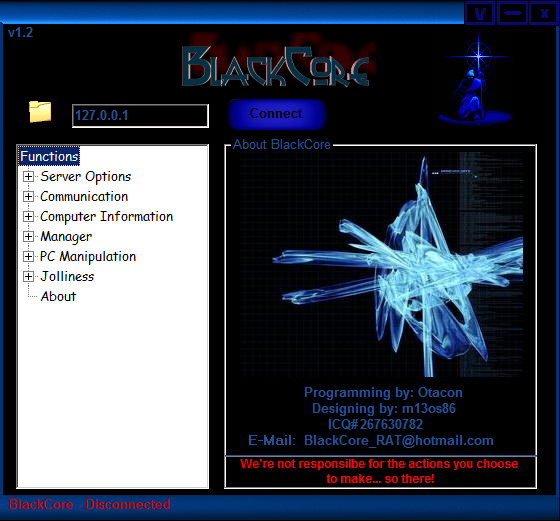 v1.2
BlackCore
127.0.0.1
Connect
Functions
Server Options
Communication
Computer Information
Manager
PC Manipulation
Jolliness
About
About BlackCore
Programming by: Otacon
Designing by: m13os86
ICQ#267630782
E-Mail: BlackCore_RAT@hotmail.com
We're not responsilbe for the actions you choose
to make... so there!
BlackCore - Disconnected